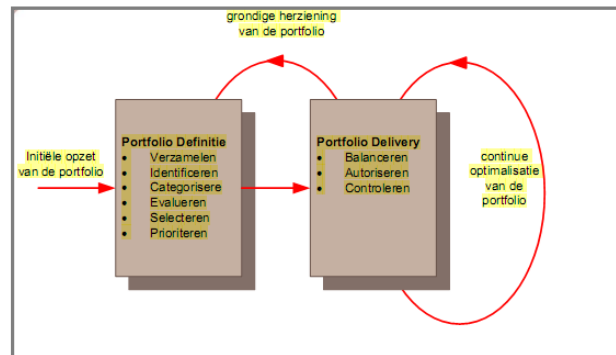 grondige herziening
van de portfolio
Initiële opzet
van de portfolio
Portfolio Definitie
• Verzamelen
• Identificeren
• Categorisere
• Evalueren
• Selecteren
• Prioriteren
Portfolio Delivery
• Balanceren
• Autoriseren
• Controleren
continue
optimalisatie
van de
portfolio